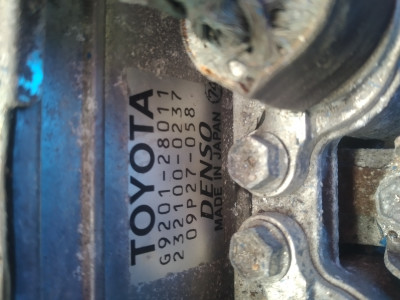 TOYOTA
G9201-28011
232100-0237
09P27-058
DENSO
MADE IN JAPAN